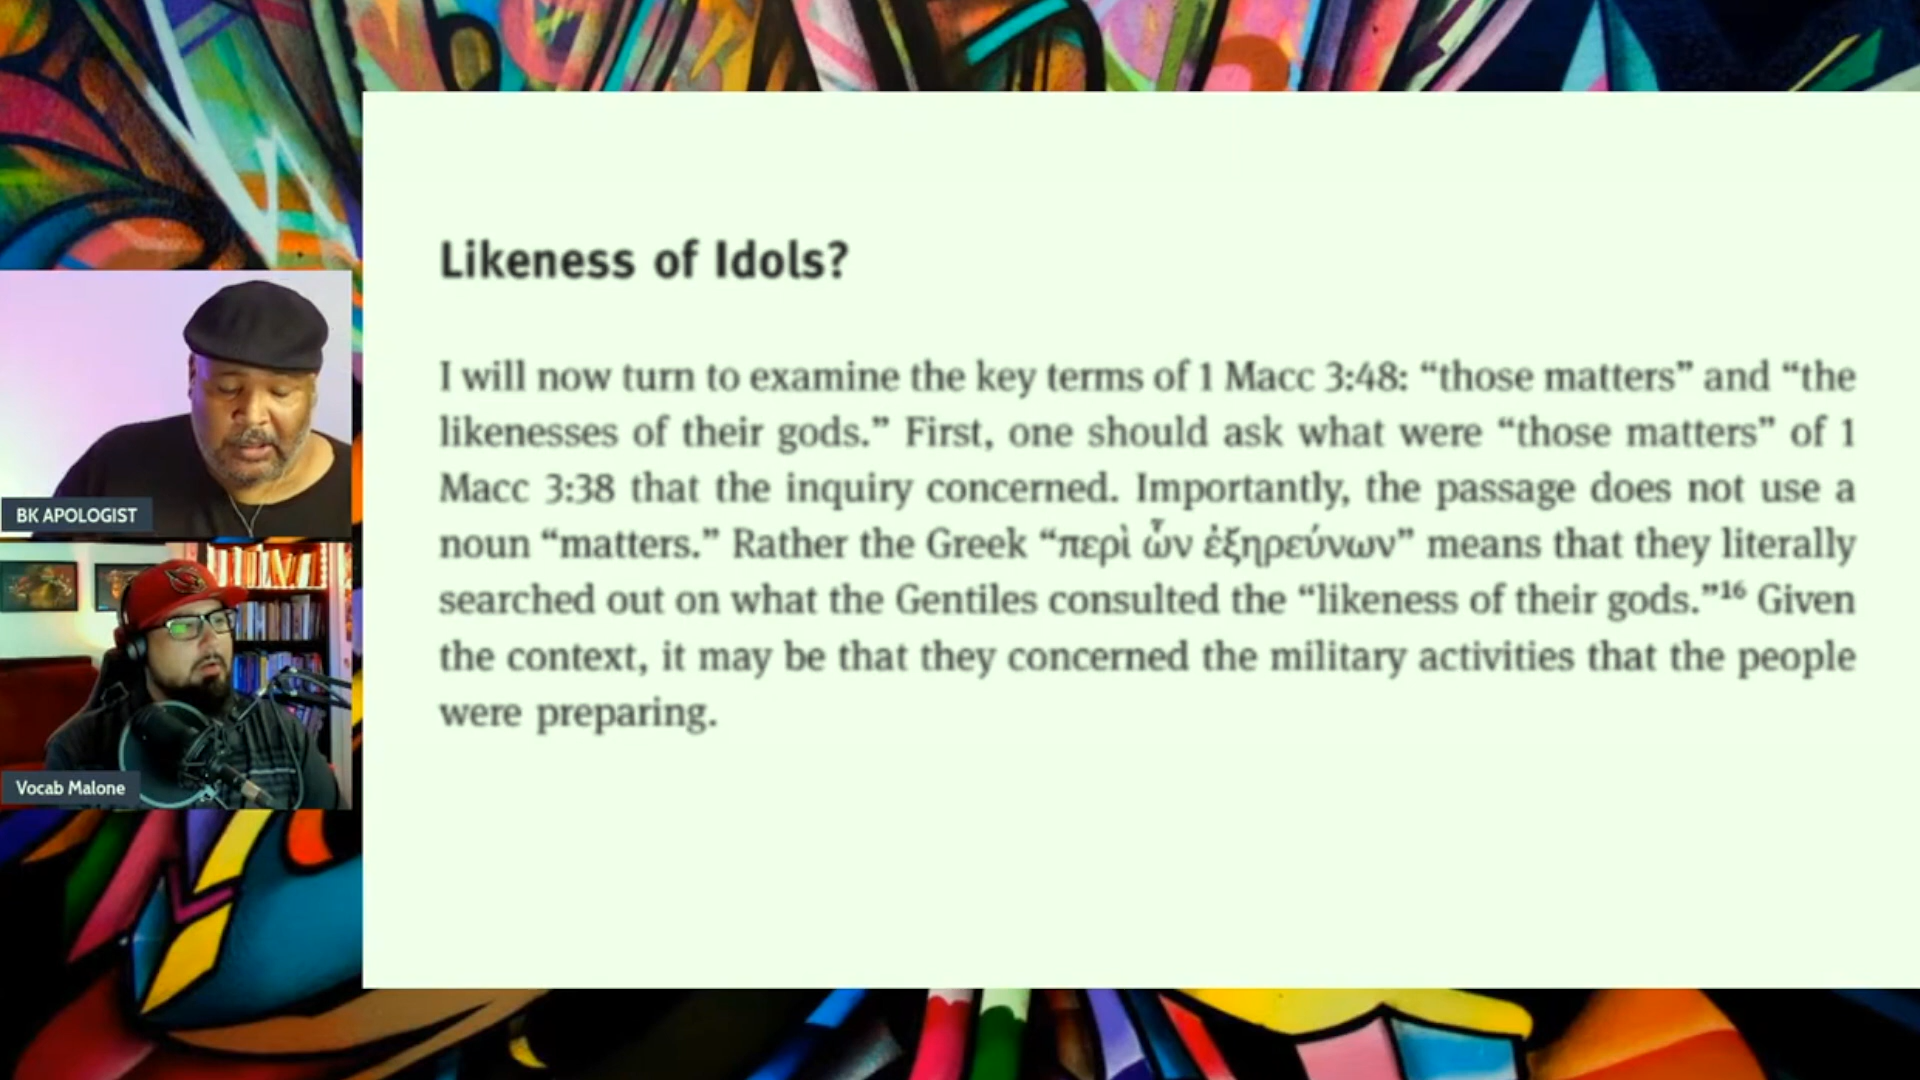 Likeness of Idols?
I will now turn to examine the key terms of 1 Macc 3:48: “those matters” and “the
likenesses of their gods.” First, one should ask what were “those matters” of 1
Macc 3:38 that the inquiry concerned. Importantly, the passage does not use a
noun “matters.” Rather the Greek “περὶ ὧν ἐξηρεύνων” means that they literally
searched out on what the Gentiles consulted the “likeness of their gods.”16 Given
the context, it may be that they concerned the military activities that the people
were preparing.
BK APOLOGIST
Vocab Malone